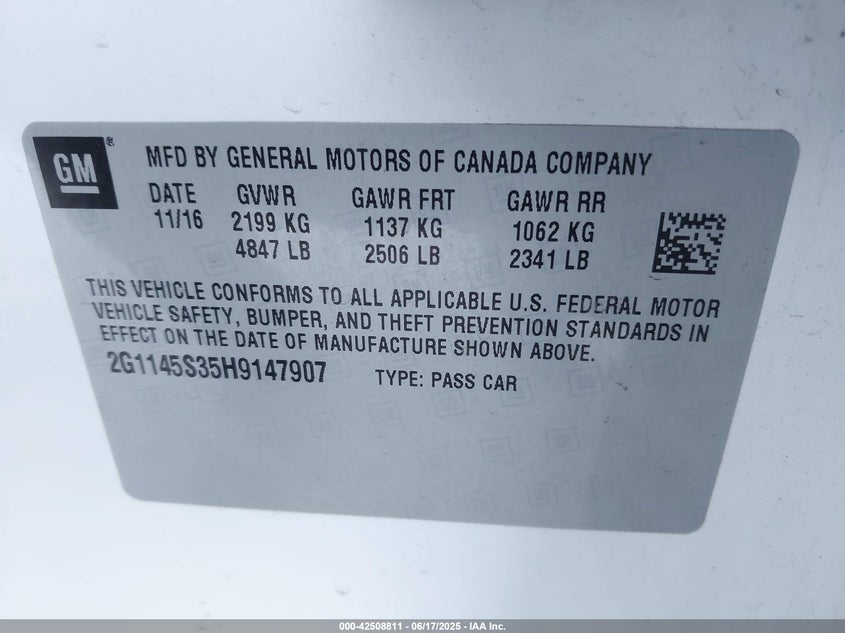 GM ® MFD BY GENERAL MOTORS OF CANADA COMPANY
DATE GVWR GAWR FRT GAWR RR
11/16 2199 KG 1137 KG 1062 KG
4847 LB 2506 LB 2341 LB
THIS VEHICLE CONFORMS TO ALL APPLICABLE U.S. FEDERAL MOTOR
VEHICLE SAFETY, BUMPER, AND THEFT PREVENTION STANDARDS IN
EFFECT ON THE DATE OF MANUFACTURE SHOWN ABOVE.
2G1145S35H9147907 TYPE: PASS CAR
000-42508811 - 06/17/2025 - IAA Inc.